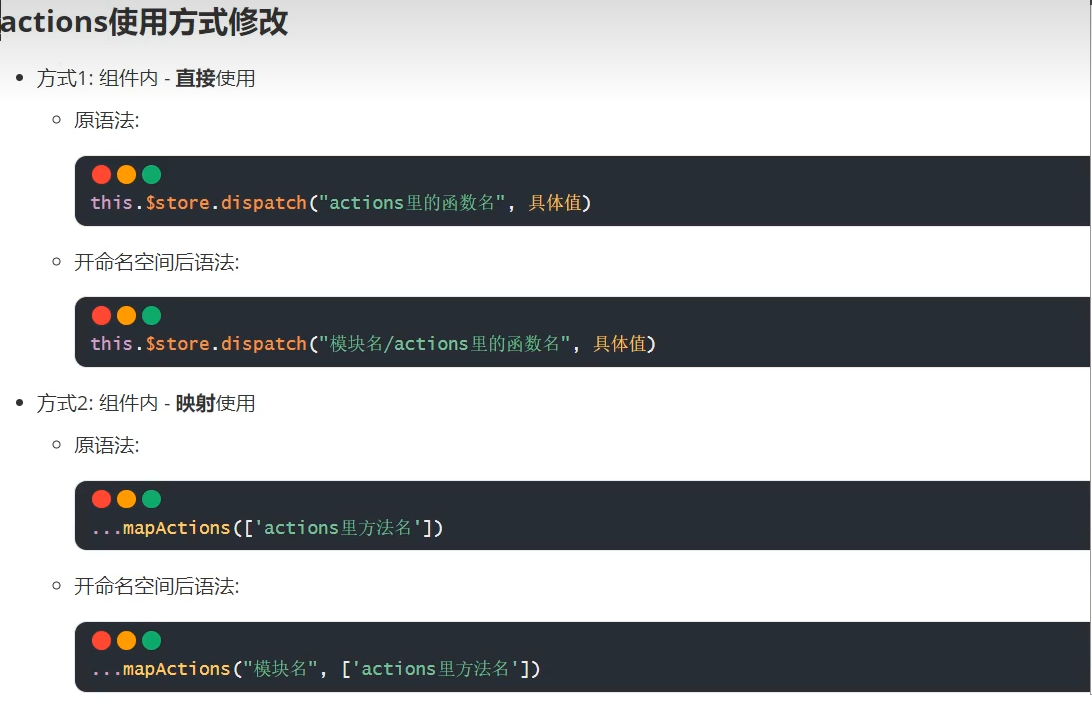 actions使用方式修改
方式1: 组件内 - 直接使用
原语法:
this.$store.dispatch("actions里的函数名", 具体值)
开命名空间后语法:
this.$store.dispatch("模块名/actions里的函数名", 具体值)
方式2: 组件内 - 映射使用
原语法:
...mapActions(['actions里方法名'])
开命名空间后语法:
...mapActions("模块名", ['actions里方法名'])